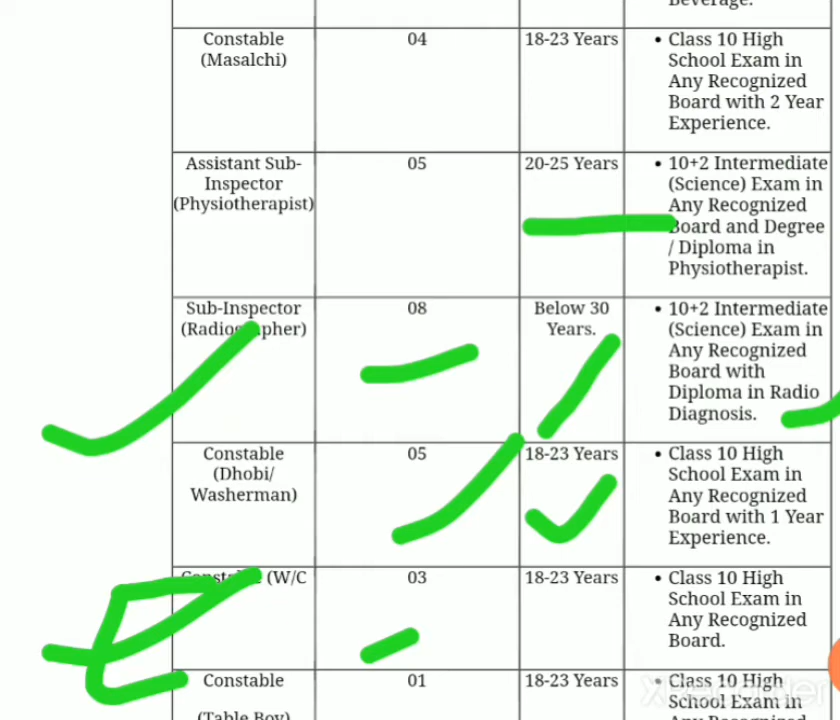 Beverage.
Constable
(Masalchi)
04
18-23 Years
• Class 10 High
School Exam in
Any Recognized
Board with 2 Year
Experience.
Assistant Sub-
Inspector
(Physiotherapist)
05
20-25 Years
• 10+2 Intermediate
(Science) Exam in
Any Recognized
Board and Degree
/ Diploma in
Physiotherapist.
Sub-Inspector
(Radiographer)
08
Below 30
Years.
• 10+2 Intermediate
(Science) Exam in
Any Recognized
Board with
Diploma in Radio
Diagnosis.
Constable
(Dhobi/
Washerman)
05
18-23 Years
• Class 10 High
School Exam in
Any Recognized
Board with 1 Year
Experience.
Constable (W/C
03
18-23 Years
• Class 10 High
School Exam in
Any Recognized
Board.
Constable
(Table Boy)
01
18-23 Years
• Class 10 High
School Exam in
Any Recognized
XRecorder